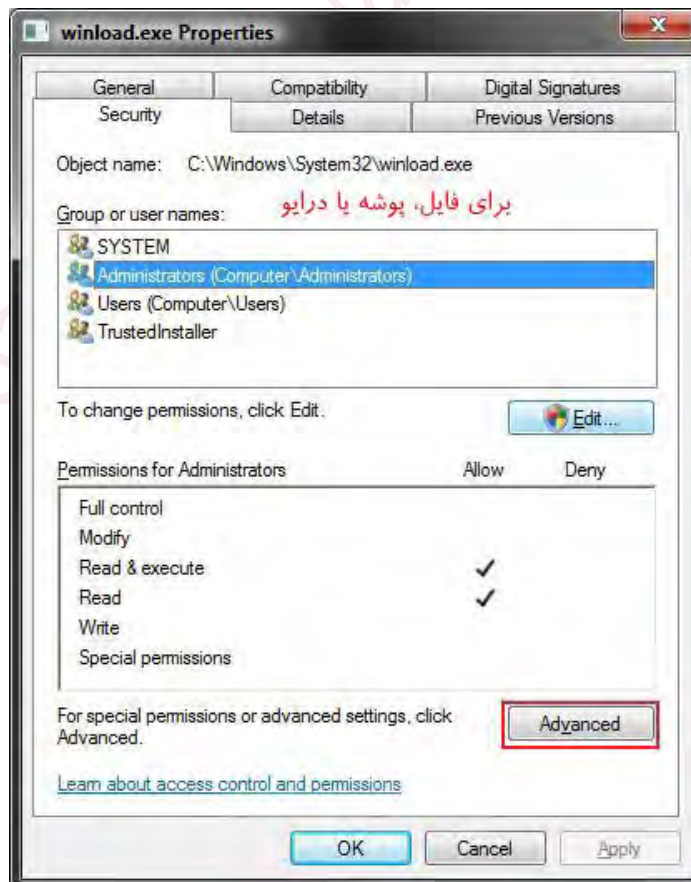 winload.exe Properties
General Compatibility Digital Signatures
Security Details Previous Versions
Object name: C:\Windows\System32\winload.exe
برای فایل، پوشه یا درایو
Group or user names:
SYSTEM
Administrators (Computer\Administrators)
Users (Computer\Users)
TrustedInstaller
To change permissions, click Edit.
Edit...
Permissions for Administrators Allow Deny
Full control
Modify
Read & execute
Read
Write
Special permissions
For special permissions or advanced settings, click
Advanced.
Advanced
Learn about access control and permissions
OK Cancel Apply